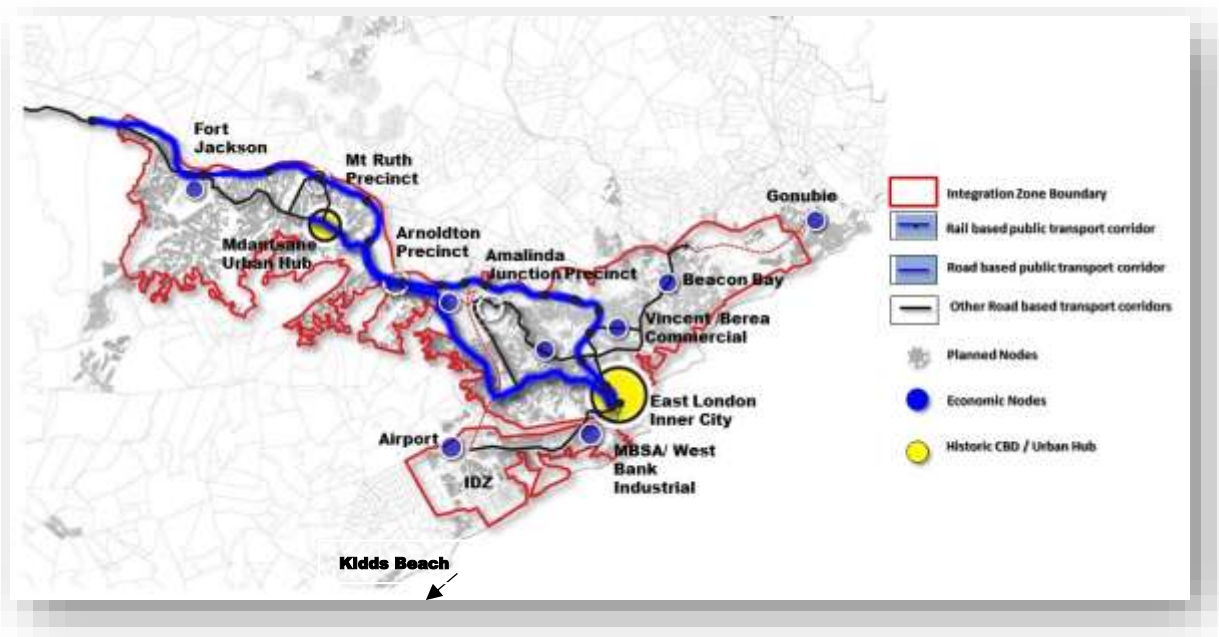 Fort
Jackson
Mt Ruth
Precinct
Gonubie
Mdantsane
Urban Hub
Arnoldton
Precinct
Amalinda
Junction Precinct
Beacon Bay
Vincent /Berea
Commercial
East London
Inner City
Airport
MBSA/ West
Bank
Industrial
IDZ
Kidds Beach
Integration Zone Boundary
Rail based public transport corridor
Road based public transport corridor
Other Road based transport corridors
Planned Nodes
Economic Nodes
Historic CBD / Urban Hub